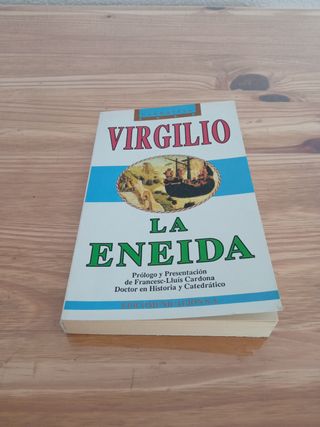 VIRGILIO
LA
ENEIDA
Prólogo y Presentación
de Francesc-Lluís Cardona
Doctor en Historia y Catedrático